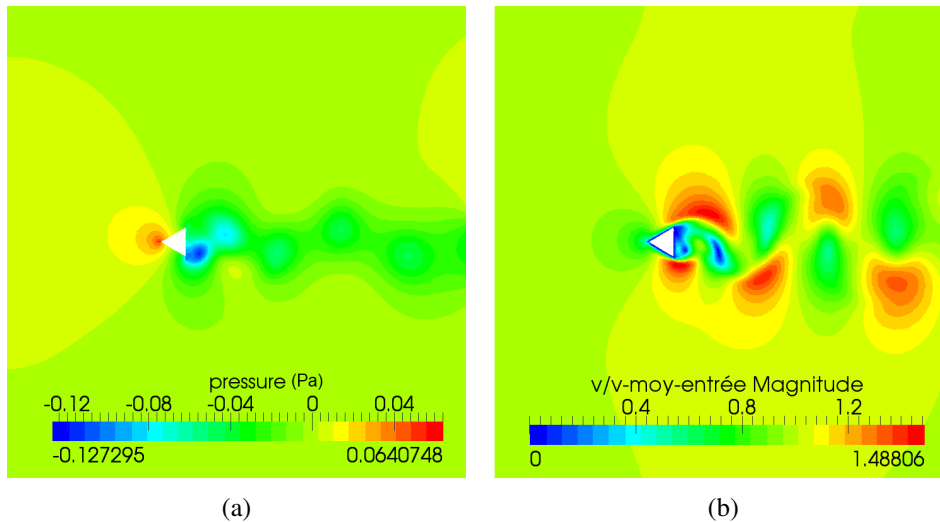 pressure (Pa)
-0.12 -0.08 -0.04 0 0.04
-0.127295 0.0640748
(a)
v/v-moy-entrée Magnitude
0.4 0.8 1.2
0 1.48806
(b)